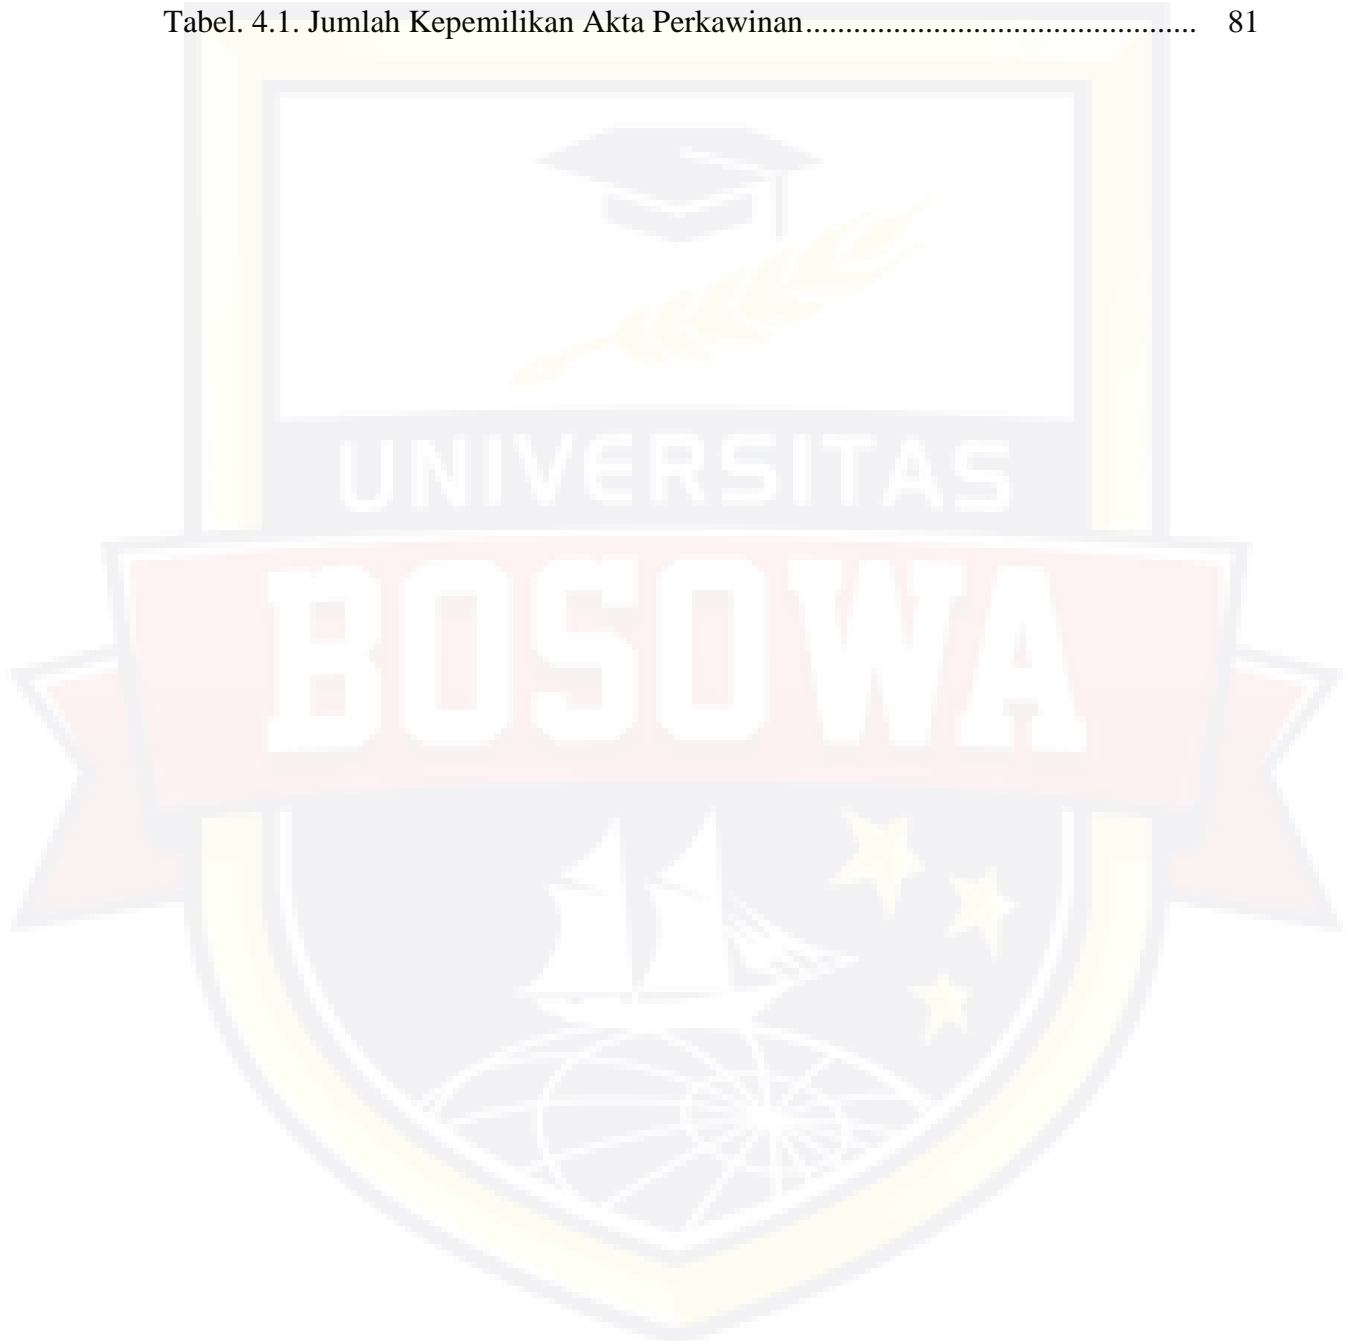 Tabel. 4.1. Jumlah Kepemilikan Akta Perkawinan................................................. 81
UNIVERSITAS
BOSOWA